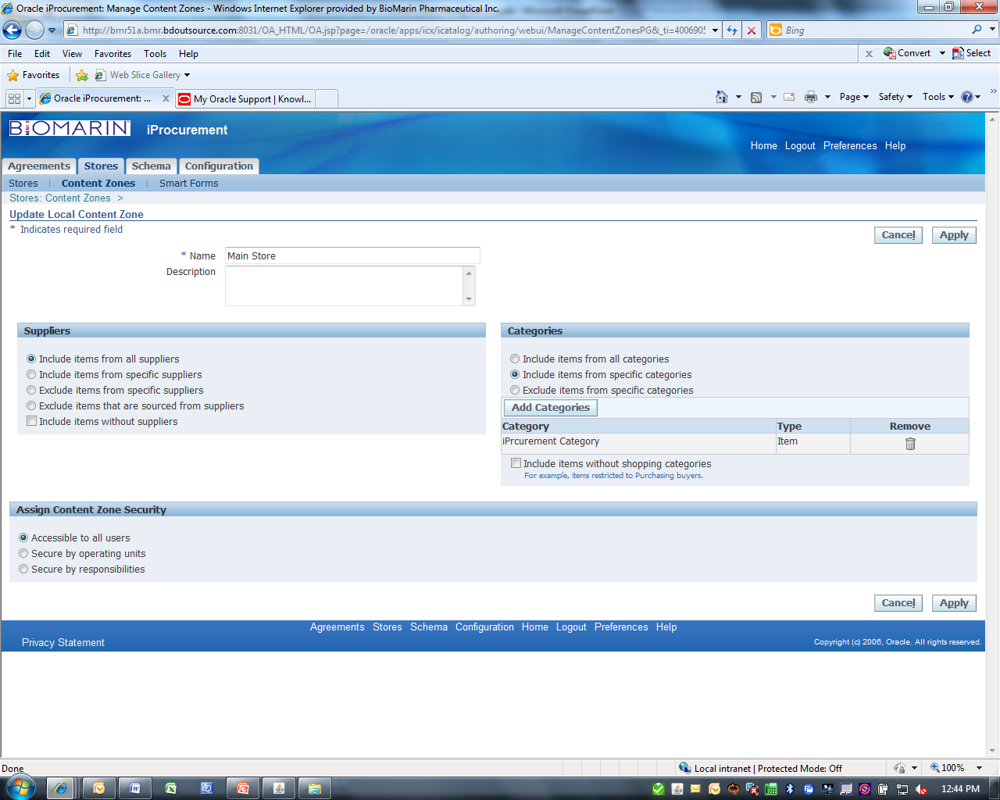 Oracle iProcurement: Manage Content Zones - Windows Internet Explorer provided by BioMarin Pharmaceutical Inc.
http://bmr51a.bmr.bdoutsource.com:8031/OA_HTML/OA.jsp?page=/oracle/apps/icx/icatalog/authoring/webui/ManageContentZonesPG&_ti=4006905
Bing
File Edit View Favorites Tools Help
x Convert Select
Favorites Web Slice Gallery
Oracle iProcurement: ... My Oracle Support | Knowl...
Page Safety Tools
BIOMARIN iProcurement
Home Logout Preferences Help
Agreements Stores Schema Configuration
Stores | Content Zones | Smart Forms
Stores: Content Zones >
Update Local Content Zone
* Indicates required field
Cancel Apply
* Name Main Store
Description
Suppliers
Include items from all suppliers
Include items from specific suppliers
Exclude items from specific suppliers
Exclude items that are sourced from suppliers
Include items without suppliers
Categories
Include items from all categories
Include items from specific categories
Exclude items from specific categories
Add Categories
Category Type Remove
iPrcurement Category Item
Include items without shopping categories
For example, items restricted to Purchasing buyers.
Assign Content Zone Security
Accessible to all users
Secure by operating units
Secure by responsibilities
Cancel Apply
Agreements Stores Schema Configuration Home Logout Preferences Help
Privacy Statement
Copyright (c) 2006, Oracle. All rights reserved.
Done
Local intranet | Protected Mode: Off
100%
12:44 PM